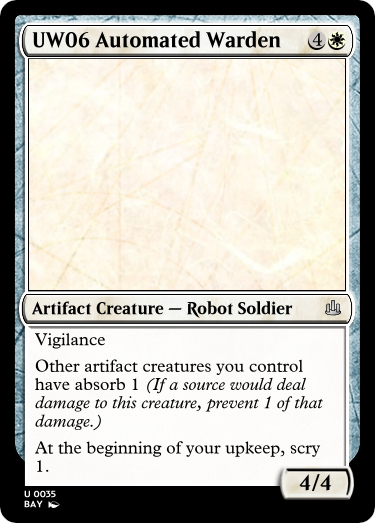 UW06 Automated Warden 4
Artifact Creature — Robot Soldier
Vigilance
Other artifact creatures you control
have absorb 1 (If a source would deal
damage to this creature, prevent 1 of that
damage.)
At the beginning of your upkeep, scry
1.
4/4
U 0035
BAY